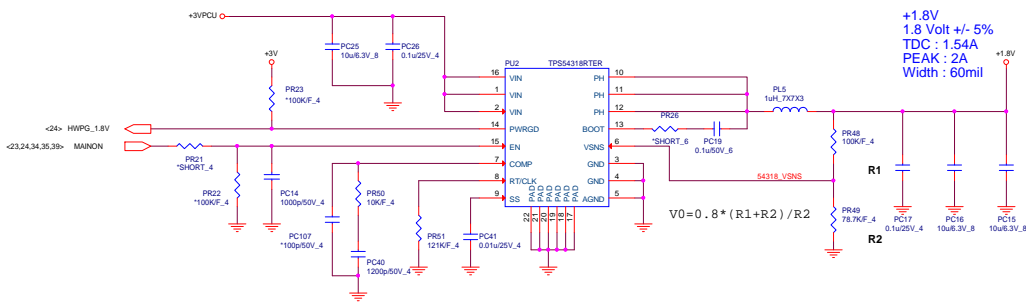 +3VPCU
+1.8V
1.8 Volt +/- 5%
TDC : 1.54A
PEAK : 2A
Width : 60mil
+1.8V
PC25
10u/6.3V_8
PC26
0.1u/25V_4
+3V
PR23
*100K/F_4
PU2
TPS54318RTER
16
VIN
1
VIN
2
VIN
14
PWRGD
15
EN
7
COMP
8
RT/CLK
9
SS
10
PH
11
PH
12
PH
13
BOOT
6
VSNS
3
GND
4
GND
5
AGND
PAD PAD PAD PAD PAD PAD
22 21 20 19 18 17
PL5
1uH_7X7X3
PR26
*SHORT_6
PC19
0.1u/50V_6
<24> HWPG_1.8V
<23,24,34,35,39> MAINON
PR21
*SHORT_4
PR22
*100K/F_4
PC14
1000p/50V_4
PR50
10K/F_4
PC107
*100p/50V_4
PC40
1200p/50V_4
PR51
121K/F_4
PC41
0.01u/25V_4
54318_VSNS
PR48
100K/F_4
R1
PR49
78.7K/F_4
R2
V0=0.8*(R1+R2)/R2
PC17
0.1u/25V_4
PC16
10u/6.3V_8
PC15
10u/6.3V_8